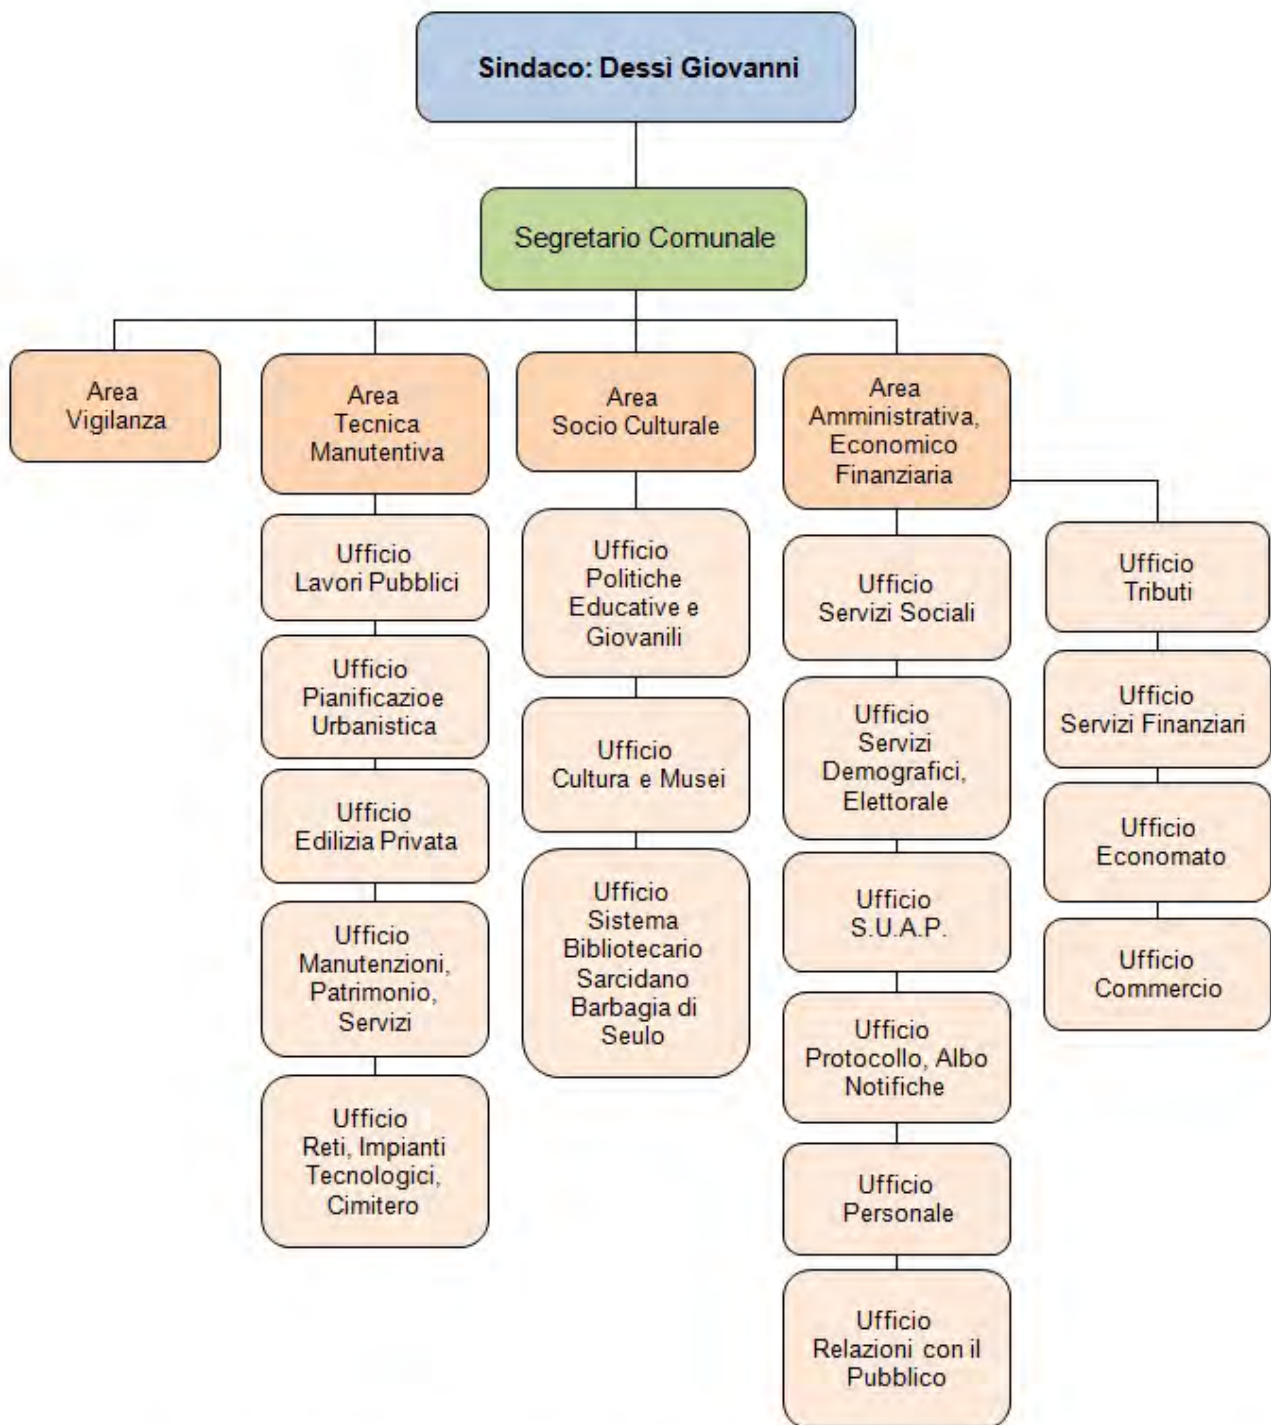 Sindaco: Dessì Giovanni
Segretario Comunale
Area
Vigilanza
Area
Tecnica
Manutentiva
Area
Socio Culturale
Area
Amministrativa,
Economico
Finanziaria
Ufficio
Lavori Pubblici
Ufficio
Pianificazioe
Urbanistica
Ufficio
Edilizia Privata
Ufficio
Manutenzioni,
Patrimonio,
Servizi
Ufficio
Reti, Impianti
Tecnologici,
Cimitero
Ufficio
Politiche
Educative e
Giovanili
Ufficio
Cultura e Musei
Ufficio
Sistema
Bibliotecario
Sarcidano
Barbagia di
Seulo
Ufficio
Servizi Sociali
Ufficio
Servizi
Demografici,
Elettorale
Ufficio
S.U.A.P.
Ufficio
Protocollo, Albo
Notifiche
Ufficio
Personale
Ufficio
Relazioni con il
Pubblico
Ufficio
Tributi
Ufficio
Servizi Finanziari
Ufficio
Economato
Ufficio
Commercio